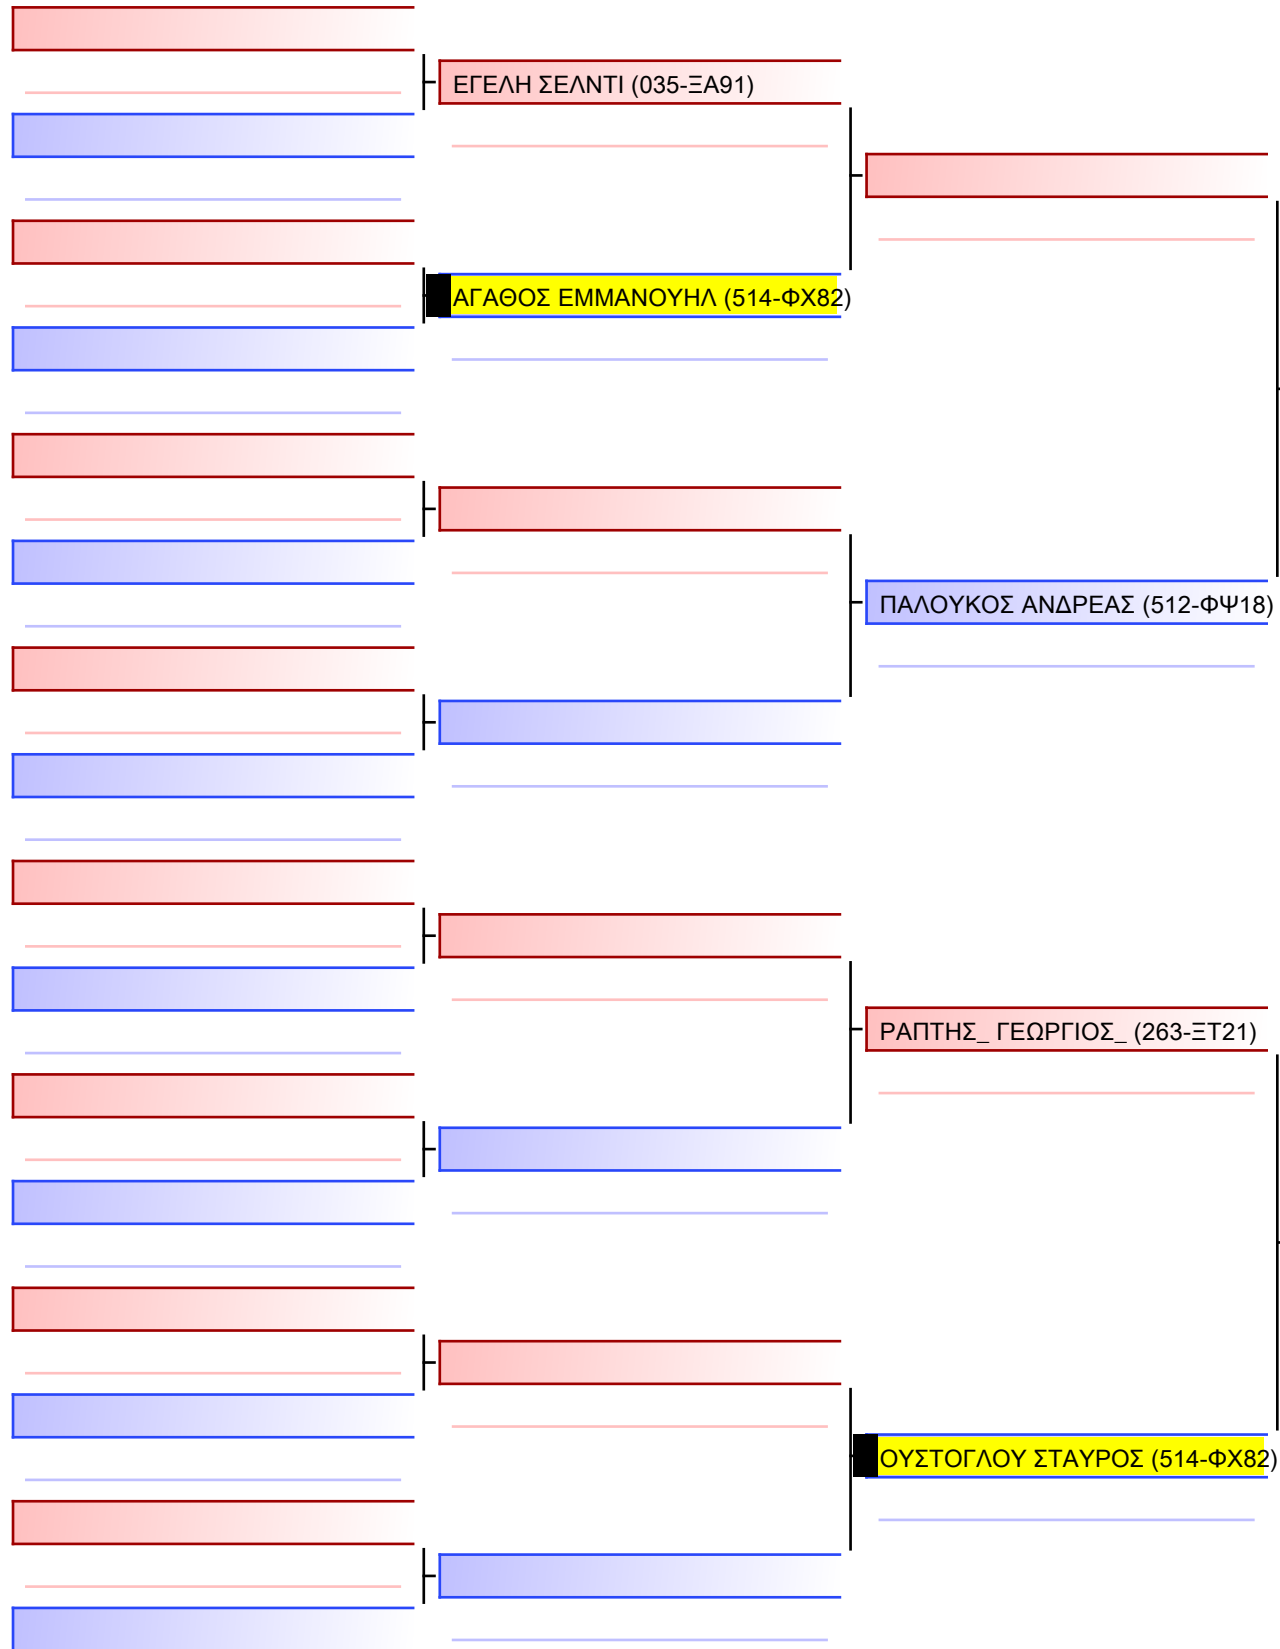 ΕΓΕΛΗ ΣΕΛΝΤΙ (035-ΞΑ91)
ΑΓΑΘΟΣ ΕΜΜΑΝΟΥΗΛ (514-ΦΧ82)
ΠΑΛΟΥΚΟΣ ΑΝΔΡΕΑΣ (512-ΦΨ18)
ΡΑΠΤΗΣ_ ΓΕΩΡΓΙΟΣ_ (263-ΞΤ21)
ΟΥΣΤΟΓΛΟΥ ΣΤΑΥΡΟΣ (514-ΦΧ82)